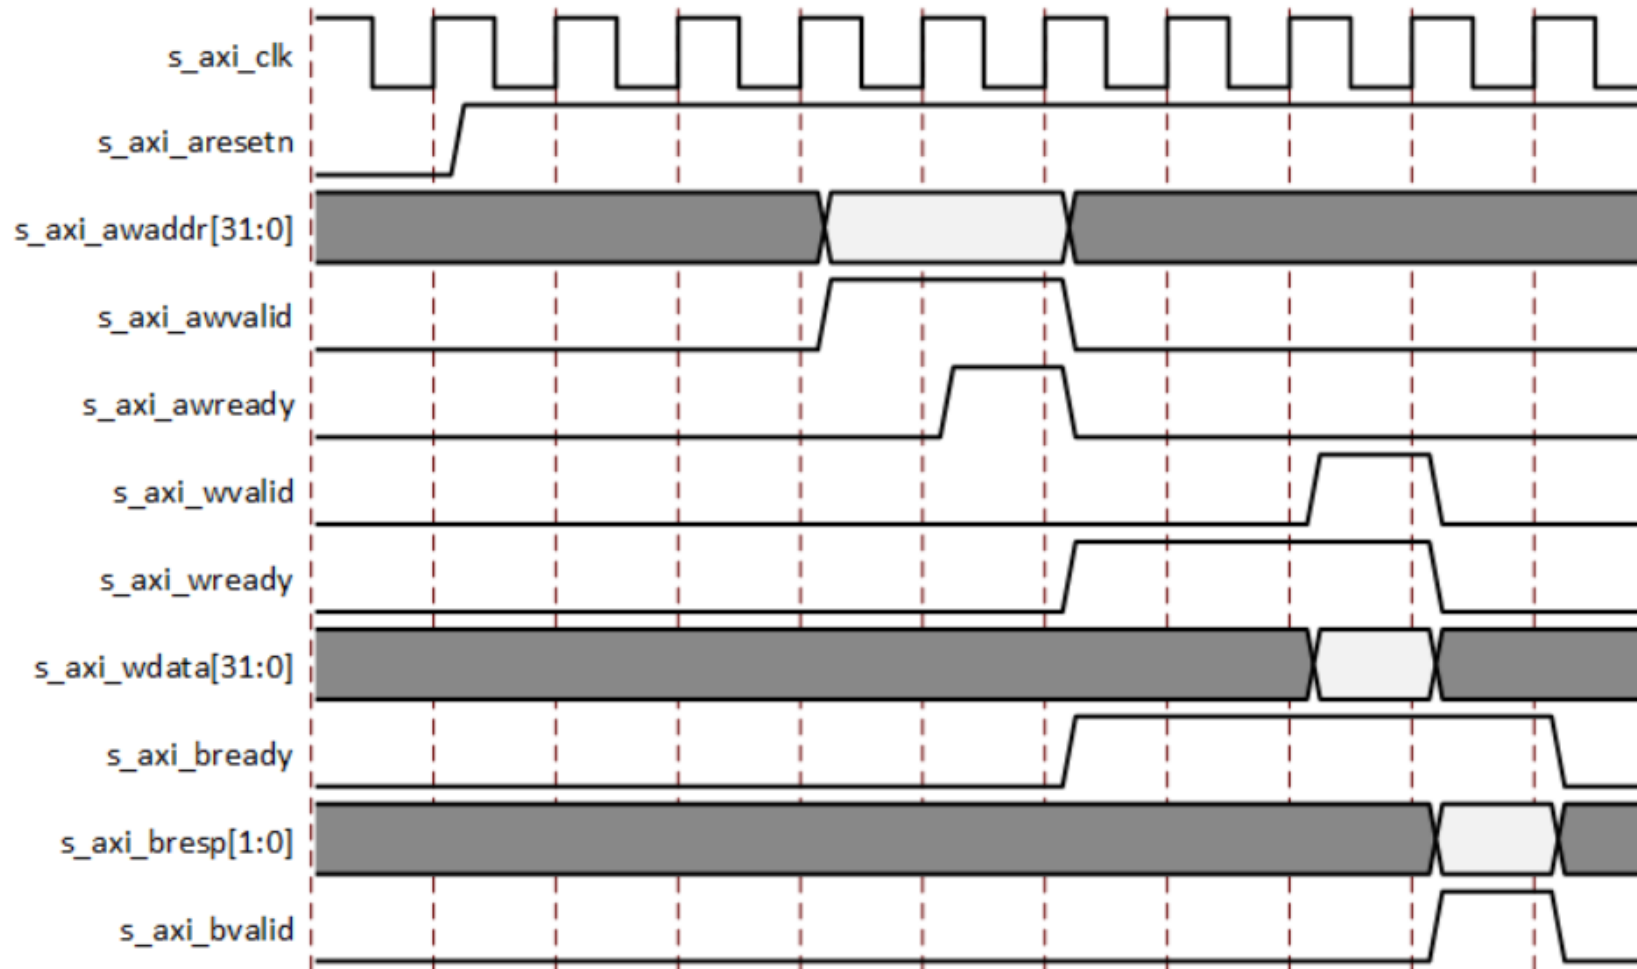 s_axi_clk
s_axi_aresetn
s_axi_awaddr[31:0]
s_axi_awvalid
s_axi_awready
s_axi_wvalid
s_axi_wready
s_axi_wdata[31:0]
s_axi_bready
s_axi_bresp[1:0]
s_axi_bvalid